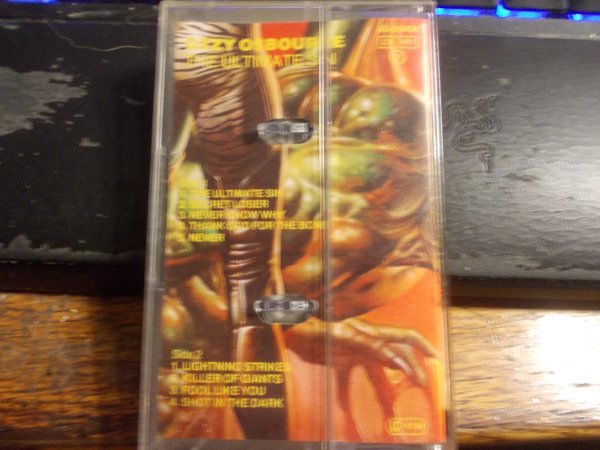 OZZY OSBOURNE
THE ULTIMATE SIN
1. THE ULTIMATE SIN
2. SECRET LOSER
3. NEVER KNOW WHY
4. THANK GOD FOR THE BOMB
5. NEVER
Side 2
1. LIGHTNING STRIKES
2. KILLER OF GIANTS
3. FOOL LIKE YOU
4. SHOT IN THE DARK